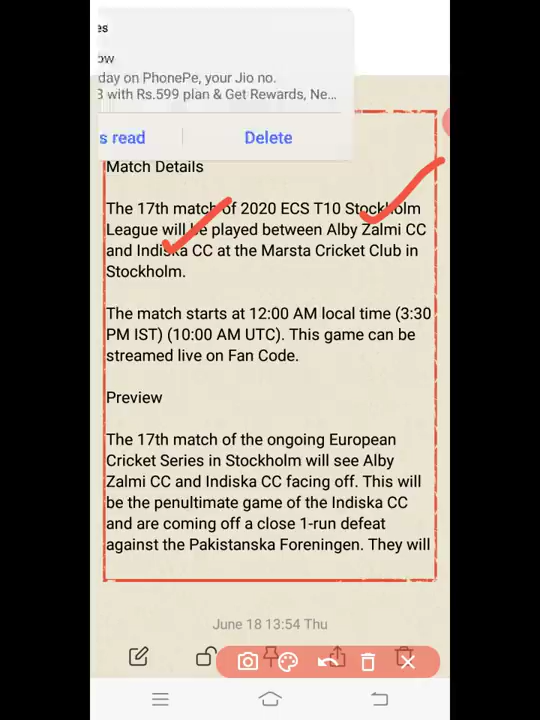 es
ow
day on PhonePe, your Jio no.
with Rs.599 plan & Get Rewards, Ne...
s read
Delete
Match Details
The 17th match of 2020 ECS T10 Stockholm
League will be played between Alby Zalmi CC
and Indiska CC at the Marsta Cricket Club in
Stockholm.
The match starts at 12:00 AM local time (3:30
PM IST) (10:00 AM UTC). This game can be
streamed live on Fan Code.
Preview
The 17th match of the ongoing European
Cricket Series in Stockholm will see Alby
Zalmi CC and Indiska CC facing off. This will
be the penultimate game of the Indiska CC
and are coming off a close 1-run defeat
against the Pakistanska Foreningen. They will
June 18 13:54 Thu